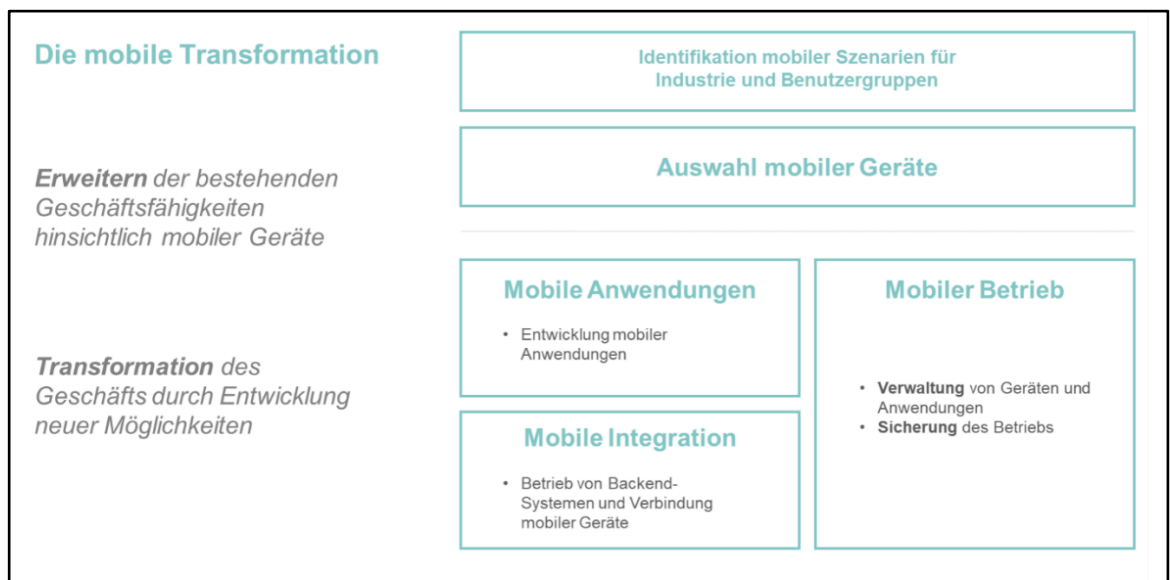 Die mobile Transformation
Erweitern der bestehenden
Geschäftsfähigkeiten
hinsichtlich mobiler Geräte
Transformation des
Geschäfts durch Entwicklung
neuer Möglichkeiten
Identifikation mobiler Szenarien für
Industrie und Benutzergruppen
Auswahl mobiler Geräte
Mobile Anwendungen
• Entwicklung mobiler
Anwendungen
Mobile Integration
• Betrieb von Backend-
Systemen und Verbindung
mobiler Geräte
Mobiler Betrieb
• Verwaltung von Geräten und
Anwendungen
• Sicherung des Betriebs